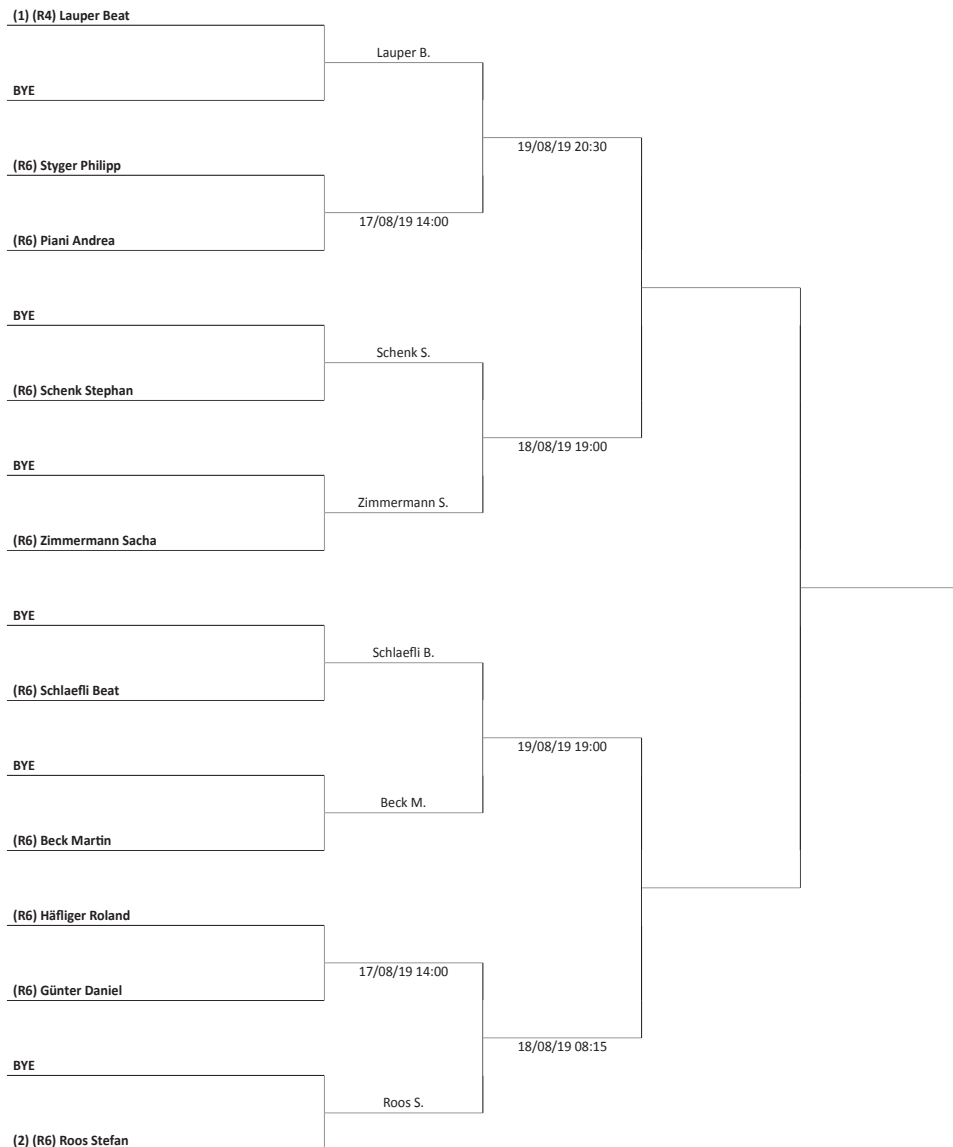 (1) (R4) Lauper Beat
Lauper B.
BYE
19/08/19 20:30
(R6) Styger Philipp
17/08/19 14:00
(R6) Piani Andrea
BYE
Schenk S.
(R6) Schenk Stephan
18/08/19 19:00
BYE
Zimmermann S.
(R6) Zimmermann Sacha
BYE
Schlaefli B.
(R6) Schlaefli Beat
19/08/19 19:00
BYE
Beck M.
(R6) Beck Martin
(R6) Häfliger Roland
17/08/19 14:00
(R6) Günter Daniel
18/08/19 08:15
BYE
Roos S.
(2) (R6) Roos Stefan